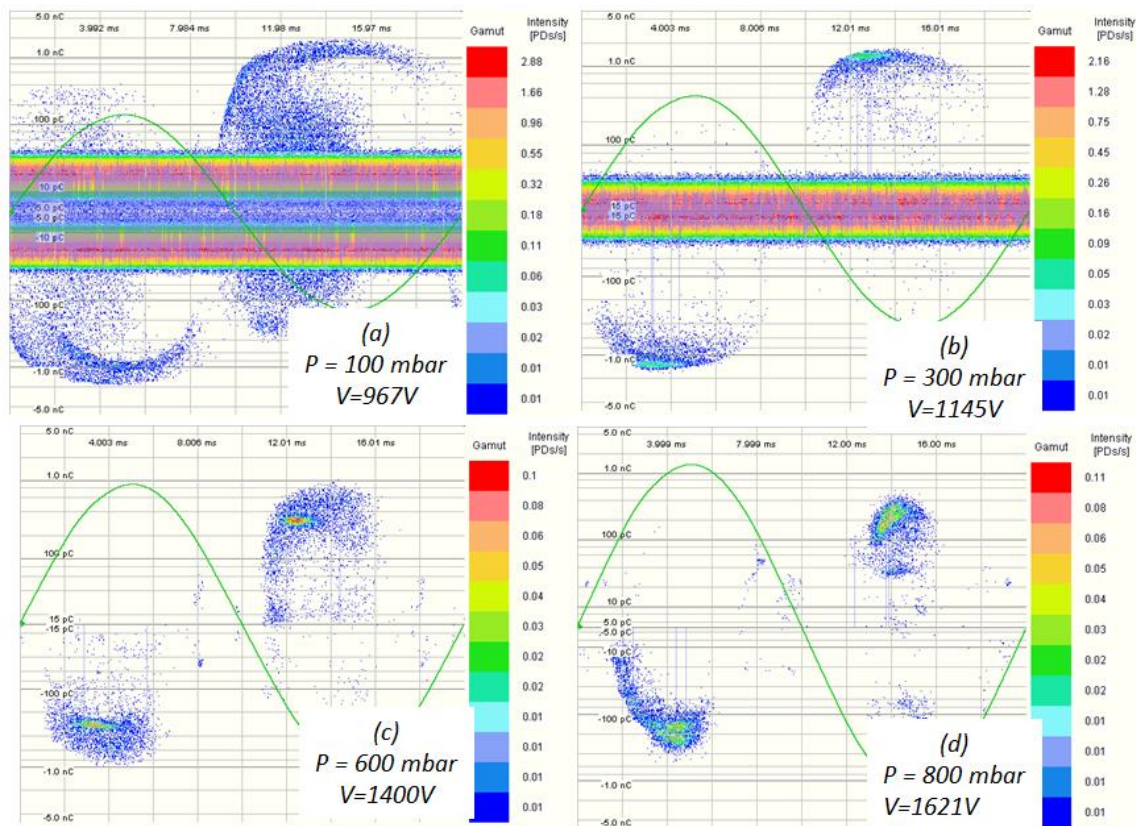 5.0 nC
3.992 ms 7.984 ms 11.98 ms 15.97 ms
1.0 nC
100 pC
10 pC
5.0 pC
-5.0 pC
-10 pC
100 pC
-1.0 nC
-5.0 nC
Gamut Intensity [PDs/s]
2.88
1.66
0.96
0.55
0.32
0.18
0.11
0.06
0.03
0.02
0.01
0.01
(a)
P = 100 mbar
V=967V
5.0 nC
4.003 ms 8.006 ms 12.01 ms 16.01 ms
1.0 nC
100 pC
15 pC
-15 pC
-100 pC
-1.0 nC
-5.0 nC
Gamut Intensity [PDs/s]
2.16
1.28
0.75
0.45
0.26
0.16
0.09
0.05
0.03
0.02
0.01
0.01
(b)
P = 300 mbar
V=1145V
5.0 nC
4.003 ms 8.006 ms 12.01 ms 16.01 ms
1.0 nC
100 pC
15 pC
-15 pC
-100 pC
-1.0 nC
-5.0 nC
Gamut Intensity [PDs/s]
0.1
0.08
0.06
0.05
0.04
0.03
0.02
0.02
0.01
0.01
0.01
0.01
(c)
P = 600 mbar
V=1400V
5.0 nC
3.999 ms 7.999 ms 12.00 ms 16.00 ms
1.0 nC
100 pC
10 pC
5.0 pC
-5.0 pC
-10 pC
-100 pC
-1.0 nC
-5.0 nC
Gamut Intensity [PDs/s]
0.11
0.08
0.06
0.05
0.04
0.03
0.02
0.02
0.01
0.01
0.01
0.01
(d)
P = 800 mbar
V=1621V